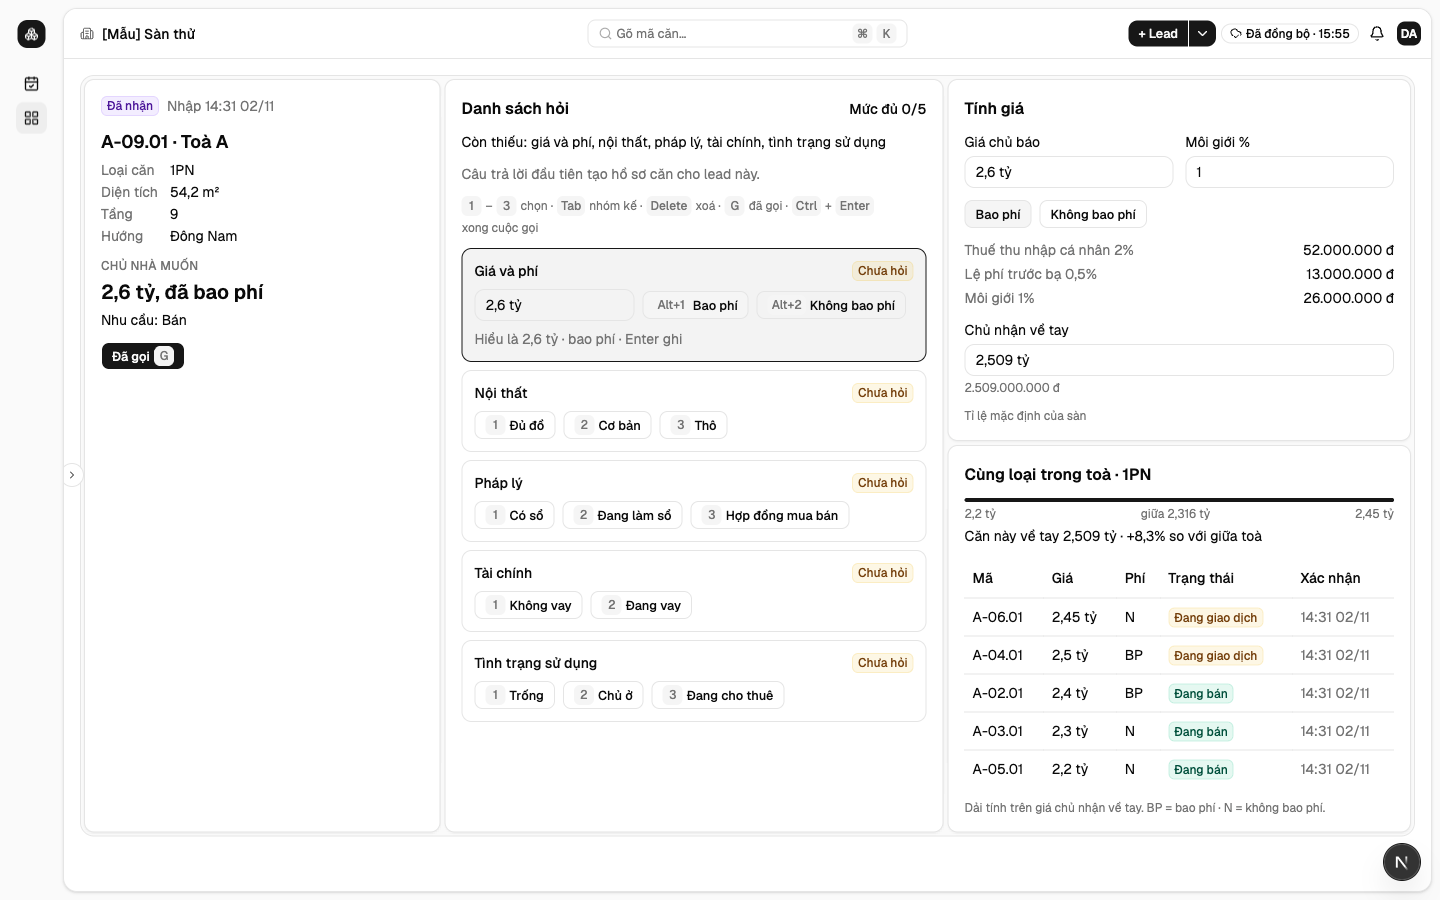 [Mẫu] Sàn thử
Gõ mã căn...
⌘ K
+ Lead
Đã đồng bộ · 15:55
DA
Đã nhận Nhập 14:31 02/11
A-09.01 · Toà A
Loại căn 1PN
Diện tích 54,2 m²
Tầng 9
Hướng Đông Nam
CHỦ NHÀ MUỐN
2,6 tỷ, đã bao phí
Nhu cầu: Bán
Đã gọi G
Danh sách hỏi Mức đủ 0/5
Còn thiếu: giá và phí, nội thất, pháp lý, tài chính, tình trạng sử dụng
Câu trả lời đầu tiên tạo hồ sơ căn cho lead này.
1 – 3 chọn · Tab nhóm kế · Delete xoá · G đã gọi · Ctrl + Enter
xong cuộc gọi
Giá và phí Chưa hỏi
2,6 tỷ Alt+1 Bao phí Alt+2 Không bao phí
Hiểu là 2,6 tỷ · bao phí · Enter ghi
Nội thất Chưa hỏi
1 Đủ đồ 2 Cơ bản 3 Thô
Pháp lý Chưa hỏi
1 Có sổ 2 Đang làm sổ 3 Hợp đồng mua bán
Tài chính Chưa hỏi
1 Không vay 2 Đang vay
Tình trạng sử dụng Chưa hỏi
1 Trống 2 Chủ ở 3 Đang cho thuê
Tính giá
Giá chủ báo Môi giới %
2,6 tỷ 1
Bao phí Không bao phí
Thuế thu nhập cá nhân 2% 52.000.000 đ
Lệ phí trước bạ 0,5% 13.000.000 đ
Môi giới 1% 26.000.000 đ
Chủ nhận về tay
2,509 tỷ
2.509.000.000 đ
Tỉ lệ mặc định của sàn
Cùng loại trong toà · 1PN
2,2 tỷ giữa 2,316 tỷ 2,45 tỷ
Căn này về tay 2,509 tỷ · +8,3% so với giữa toà
Mã Giá Phí Trạng thái Xác nhận
A-06.01 2,45 tỷ N Đang giao dịch 14:31 02/11
A-04.01 2,5 tỷ BP Đang giao dịch 14:31 02/11
A-02.01 2,4 tỷ BP Đang bán 14:31 02/11
A-03.01 2,3 tỷ N Đang bán 14:31 02/11
A-05.01 2,2 tỷ N Đang bán 14:31 02/11
Dải tính trên giá chủ nhận về tay. BP = bao phí · N = không bao phí.
N